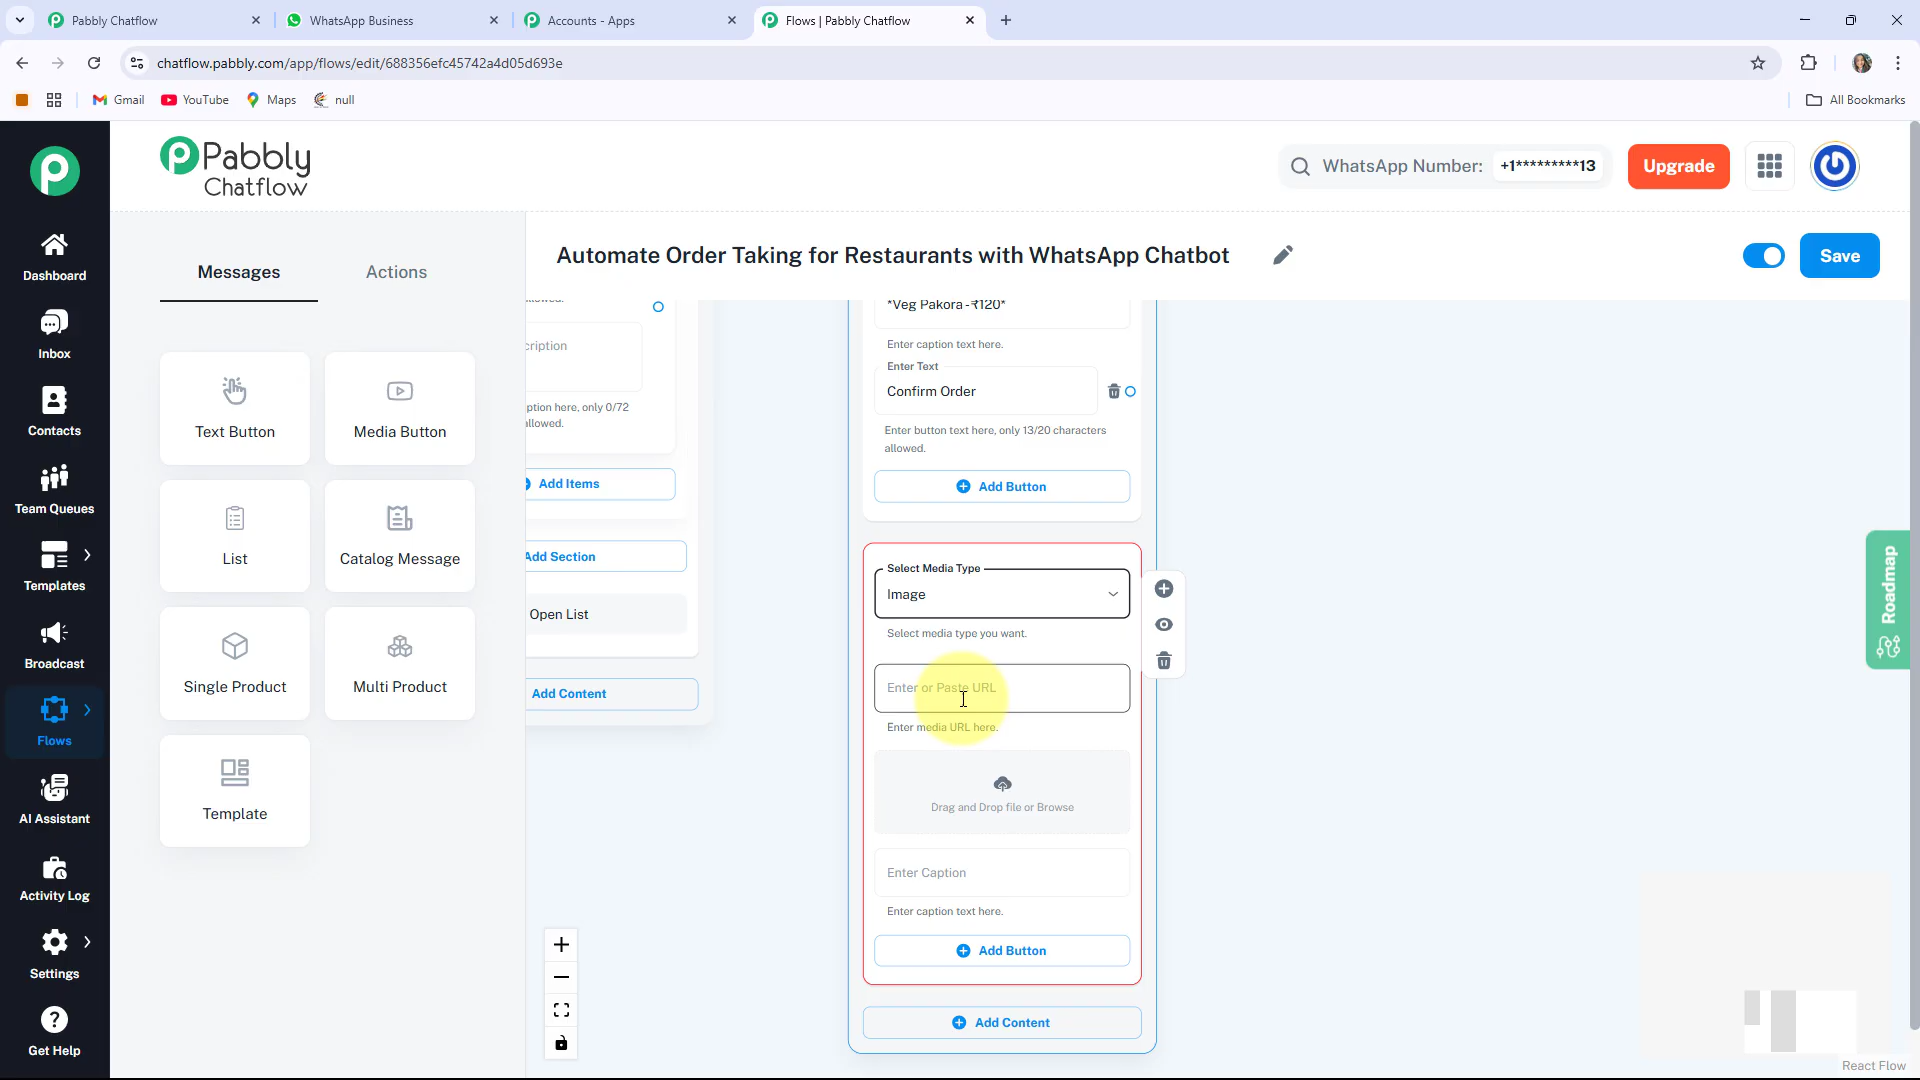 Pabbly Chatflow
WhatsApp Business
Accounts - Apps
Flows | Pabbly Chatflow
chatflow.pabbly.com/app/flows/edit/688356efc45742a4d05d693e
Gmail
YouTube
Maps
null
All Bookmarks
Pabbly
Chatflow
WhatsApp Number:
+1*********13
Upgrade
Dashboard
Inbox
Contacts
Team Queues
Templates
Broadcast
Flows
AI Assistant
Activity Log
Settings
Get Help
Messages
Actions
Text Button
Media Button
List
Catalog Message
Single Product
Multi Product
Template
Automate Order Taking for Restaurants with WhatsApp Chatbot
Save
cription
ption here, only 0/72
llowed.
Add Items
Add Section
Open List
Add Content
*Veg Pakora - ₹120*
Enter caption text here.
Enter Text
Confirm Order
Enter button text here, only 13/20 characters
allowed.
Add Button
Select Media Type
Image
Select media type you want.
Enter or Paste URL
Enter media URL here.
Drag and Drop file or Browse
Enter Caption
Enter caption text here.
Add Button
Add Content
Roadmap
React Flow